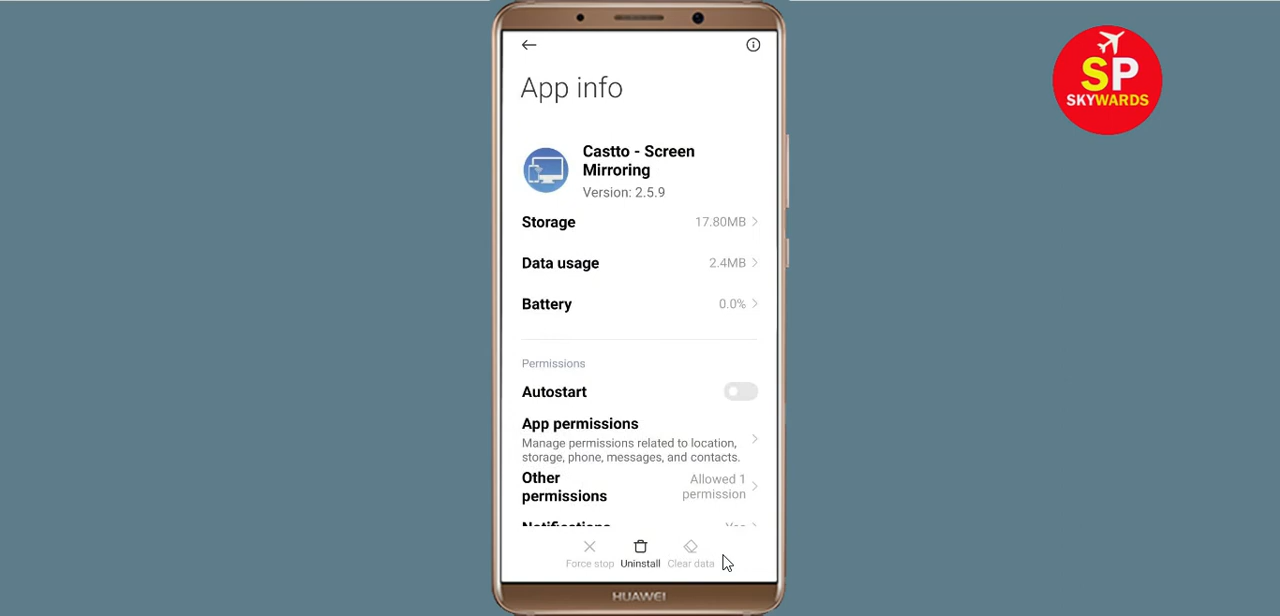 App info
SP
SKYWARDS
Castto - Screen
Mirroring
Version: 2.5.9
Storage 17.80MB
Data usage 2.4MB
Battery 0.0%
Permissions
Autostart
App permissions
Manage permissions related to location,
storage, phone, messages, and contacts.
Other Allowed 1
permissions permission
Notifications Yes
Force stop Uninstall Clear data
HUAWEI